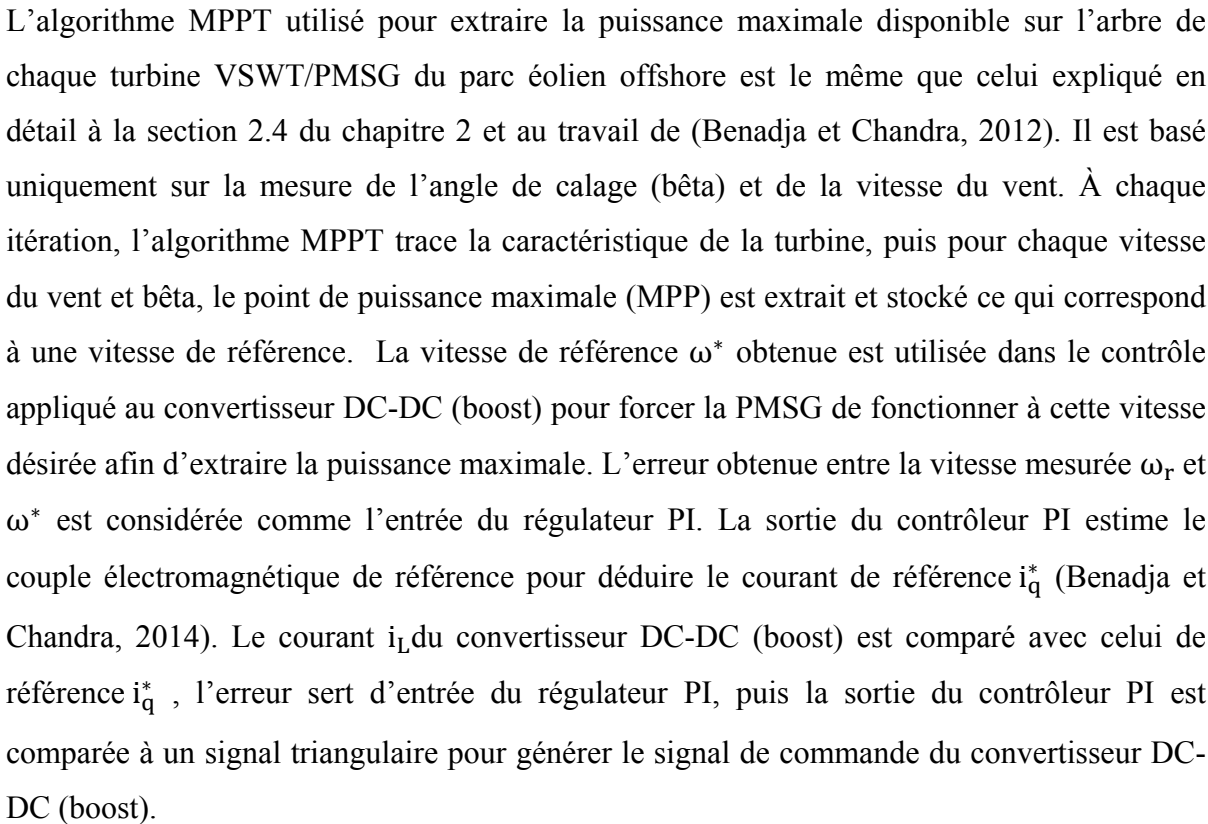 L’algorithme MPPT utilisé pour extraire la puissance maximale disponible sur l’arbre de
chaque turbine VSWT/PMSG du parc éolien offshore est le même que celui expliqué en
détail à la section 2.4 du chapitre 2 et au travail de (Benadja et Chandra, 2012). Il est basé
uniquement sur la mesure de l’angle de calage (bêta) et de la vitesse du vent. À chaque
itération, l’algorithme MPPT trace la caractéristique de la turbine, puis pour chaque vitesse
du vent et bêta, le point de puissance maximale (MPP) est extrait et stocké ce qui correspond
à une vitesse de référence. La vitesse de référence ω* obtenue est utilisée dans le contrôle
appliqué au convertisseur DC-DC (boost) pour forcer la PMSG de fonctionner à cette vitesse
désirée afin d’extraire la puissance maximale. L’erreur obtenue entre la vitesse mesurée ω_r et
ω* est considérée comme l’entrée du régulateur PI. La sortie du contrôleur PI estime le
couple électromagnétique de référence pour déduire le courant de référence i_q^* (Benadja et
Chandra, 2014). Le courant i_L du convertisseur DC-DC (boost) est comparé avec celui de
référence i_q^* , l’erreur sert d’entrée du régulateur PI, puis la sortie du contrôleur PI est
comparée à un signal triangulaire pour générer le signal de commande du convertisseur DC-
DC (boost).